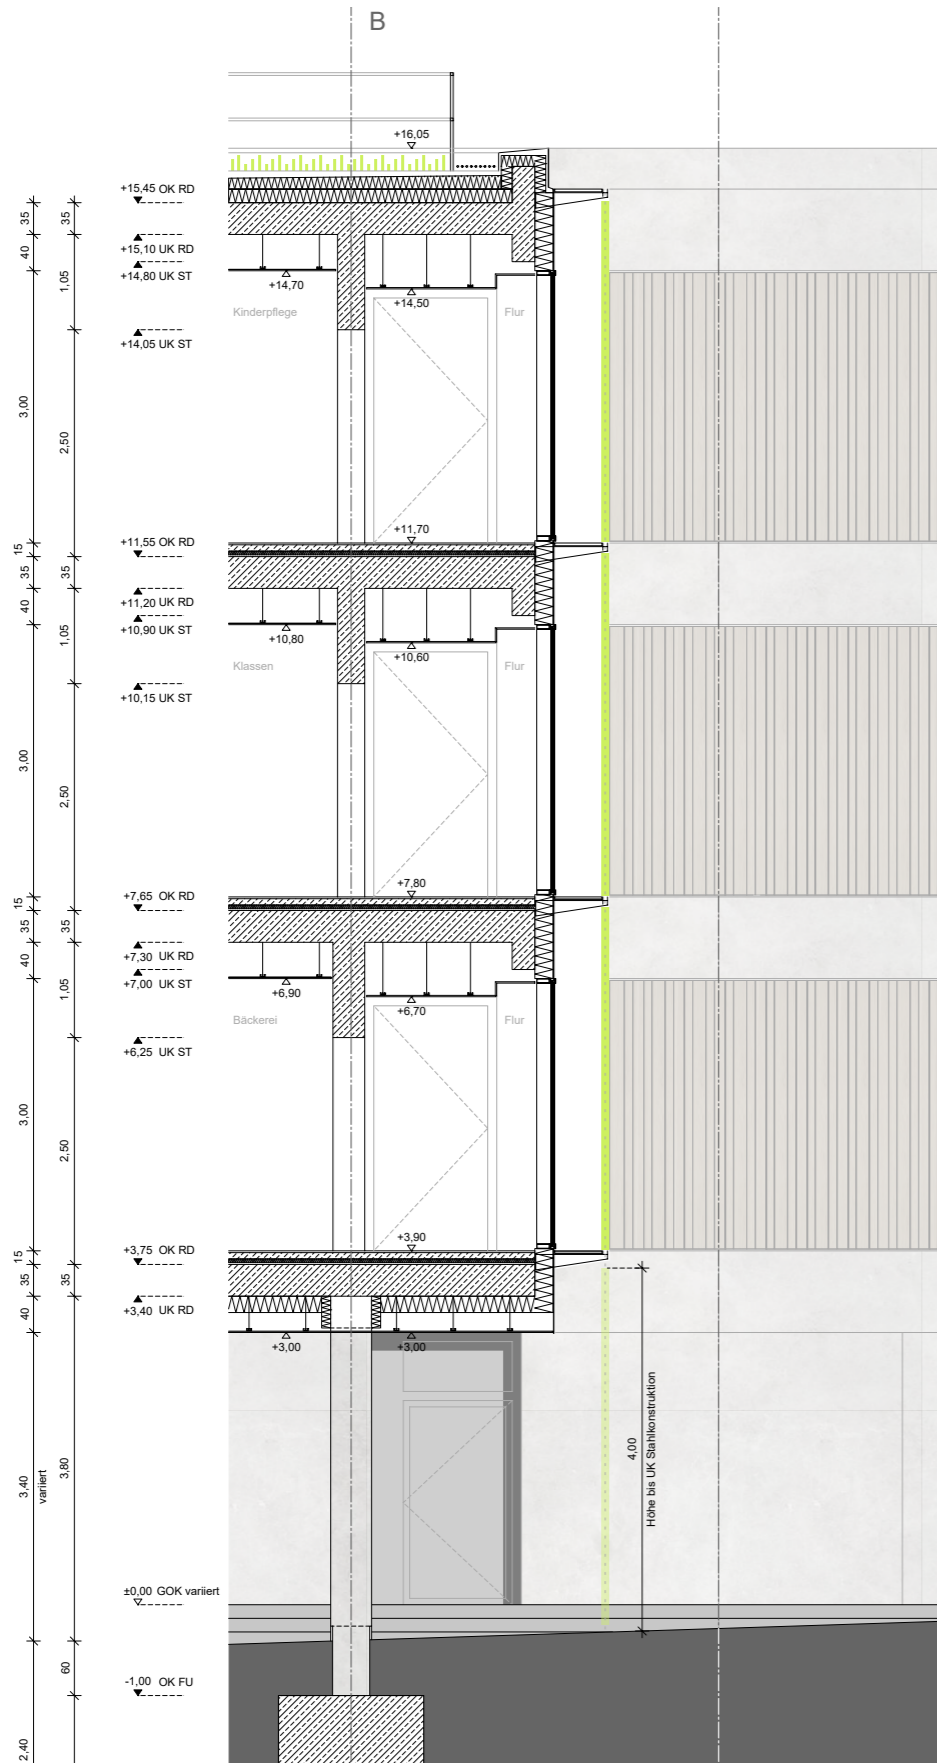 B
+16,05
+15,45 OK RD
35
35
+15,10 UK RD
40
+14,80 UK ST
+14,70
+14,50
1,05
Kinderpflege
Flur
+14,05 UK ST
3,00
2,50
+11,70
+11,55 OK RD
15
35
35
+11,20 UK RD
40
+10,90 UK ST
+10,80
+10,60
1,05
Klassen
Flur
+10,15 UK ST
3,00
2,50
+7,80
+7,65 OK RD
15
35
35
+7,30 UK RD
40
+7,00 UK ST
+6,90
+6,70
1,05
Bäckerei
Flur
+6,25 UK ST
3,00
2,50
+3,90
+3,75 OK RD
15
35
35
+3,40 UK RD
40
+3,00
+3,00
4,00
Höhe bis UK Stahlkonstruktion
3,40
variiert
3,80
±0,00 GOK variiert
60
-1,00 OK FU
2,40